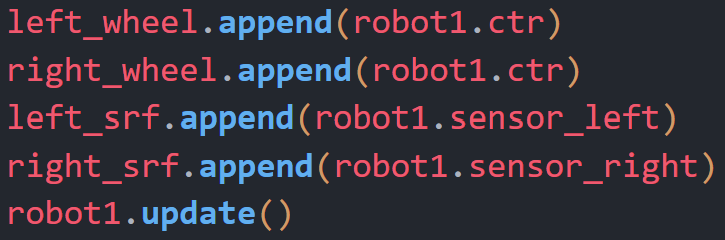 left_wheel.append(robot1.ctr)
right_wheel.append(robot1.ctr)
left_srf.append(robot1.sensor_left)
right_srf.append(robot1.sensor_right)
robot1.update()